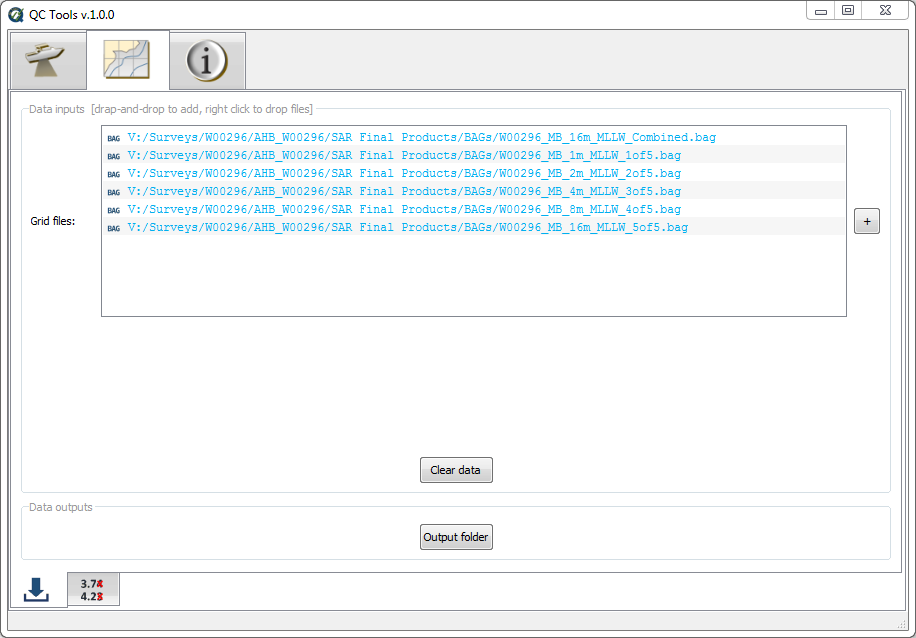 QC Tools v.1.0.0
Data inputs [drag-and-drop to add, right click to drop files]
BAG V:/Surveys/W00296/AHB_W00296/SAR Final Products/BAGs/W00296_MB_16m_MLLW_Combined.bag
BAG V:/Surveys/W00296/AHB_W00296/SAR Final Products/BAGs/W00296_MB_1m_MLLW_1of5.bag
BAG V:/Surveys/W00296/AHB_W00296/SAR Final Products/BAGs/W00296_MB_2m_MLLW_2of5.bag
BAG V:/Surveys/W00296/AHB_W00296/SAR Final Products/BAGs/W00296_MB_4m_MLLW_3of5.bag
BAG V:/Surveys/W00296/AHB_W00296/SAR Final Products/BAGs/W00296_MB_8m_MLLW_4of5.bag
Grid files:
+
BAG V:/Surveys/W00296/AHB_W00296/SAR Final Products/BAGs/W00296_MB_16m_MLLW_5of5.bag
Clear data
Data outputs
Output folder
3.74
4.23